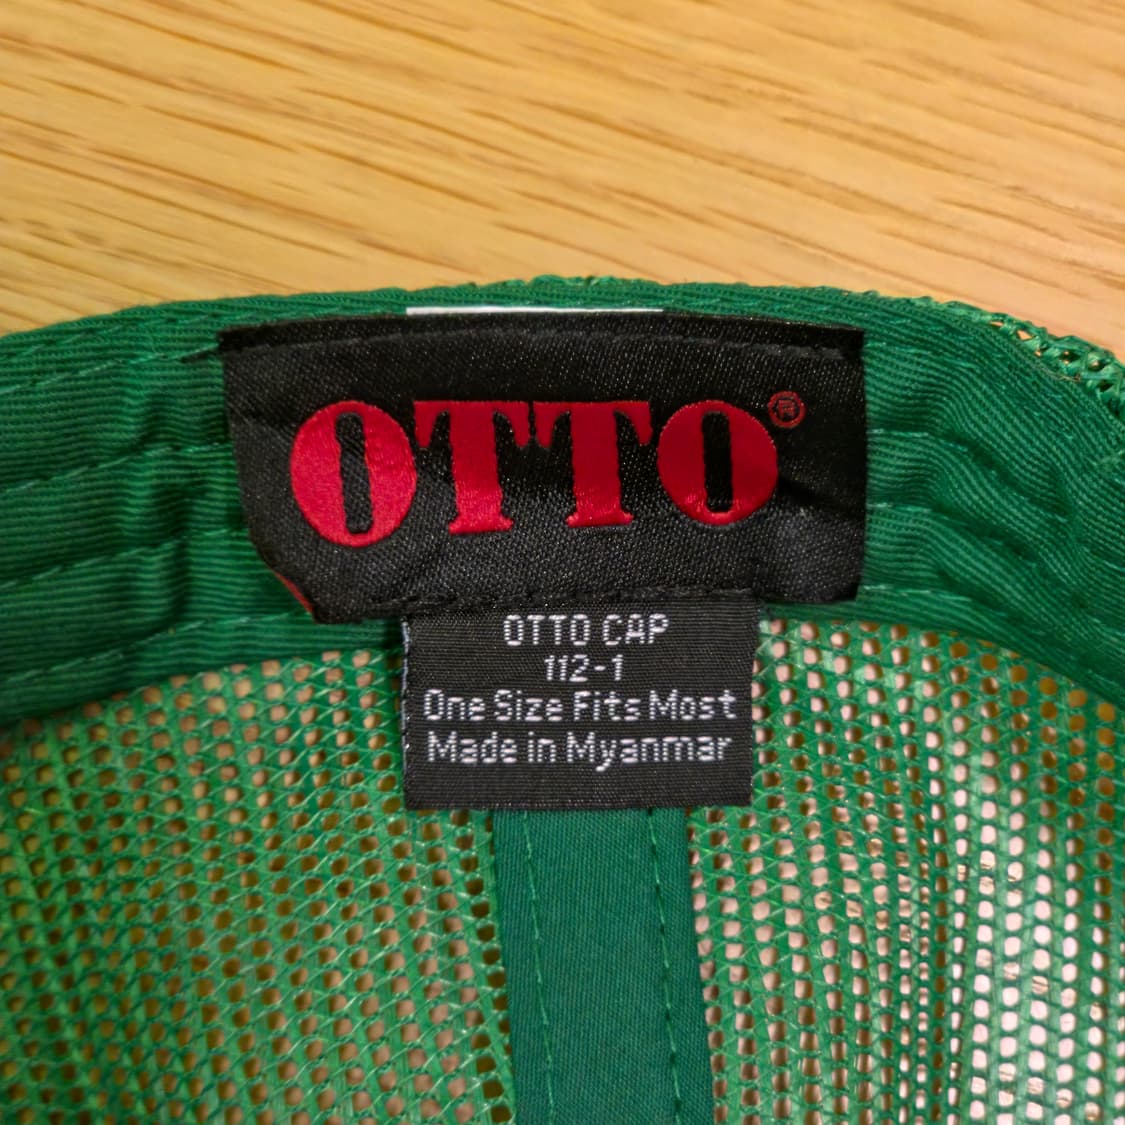 OTTO®
OTTO CAP
112-1
One Size Fits Most
Made in Myanmar